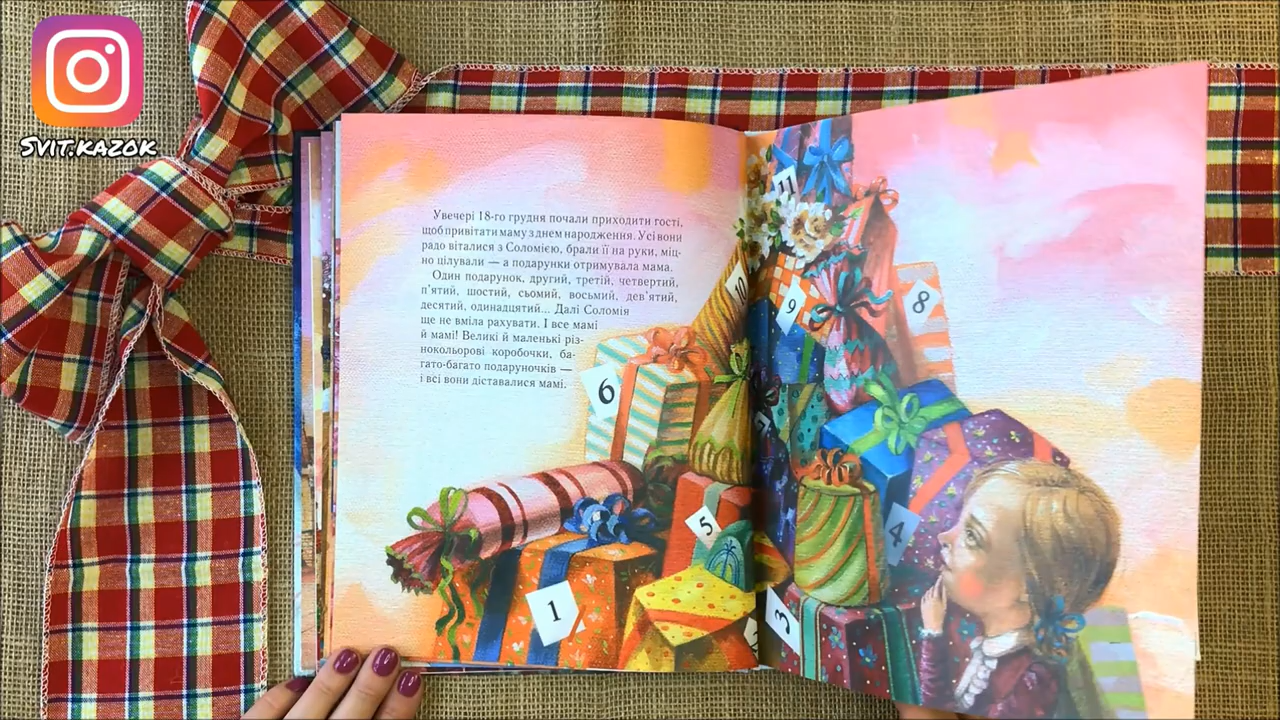 Svit.kazok
Увечері 18-го грудня почали приходити гості,
щоб привітати маму з днем народження. Усі вони
радо віталися з Соломією, брали її на руки, міц-
но цілували — а подарунки отримувала мама.
Один подарунок, другий, третій, четвертий,
п'ятий, шостий, сьомий, восьмий, дев'ятий,
десятий, одинадцятий... Далі Соломія
ще не вміла рахувати. І все мамі
й мамі! Великі й маленькі різ-
нокольорові коробочки, ба-
гато-багато подаруночків —
і всі вони діставалися мамі.
11
10
9
8
6
5
4
1
3